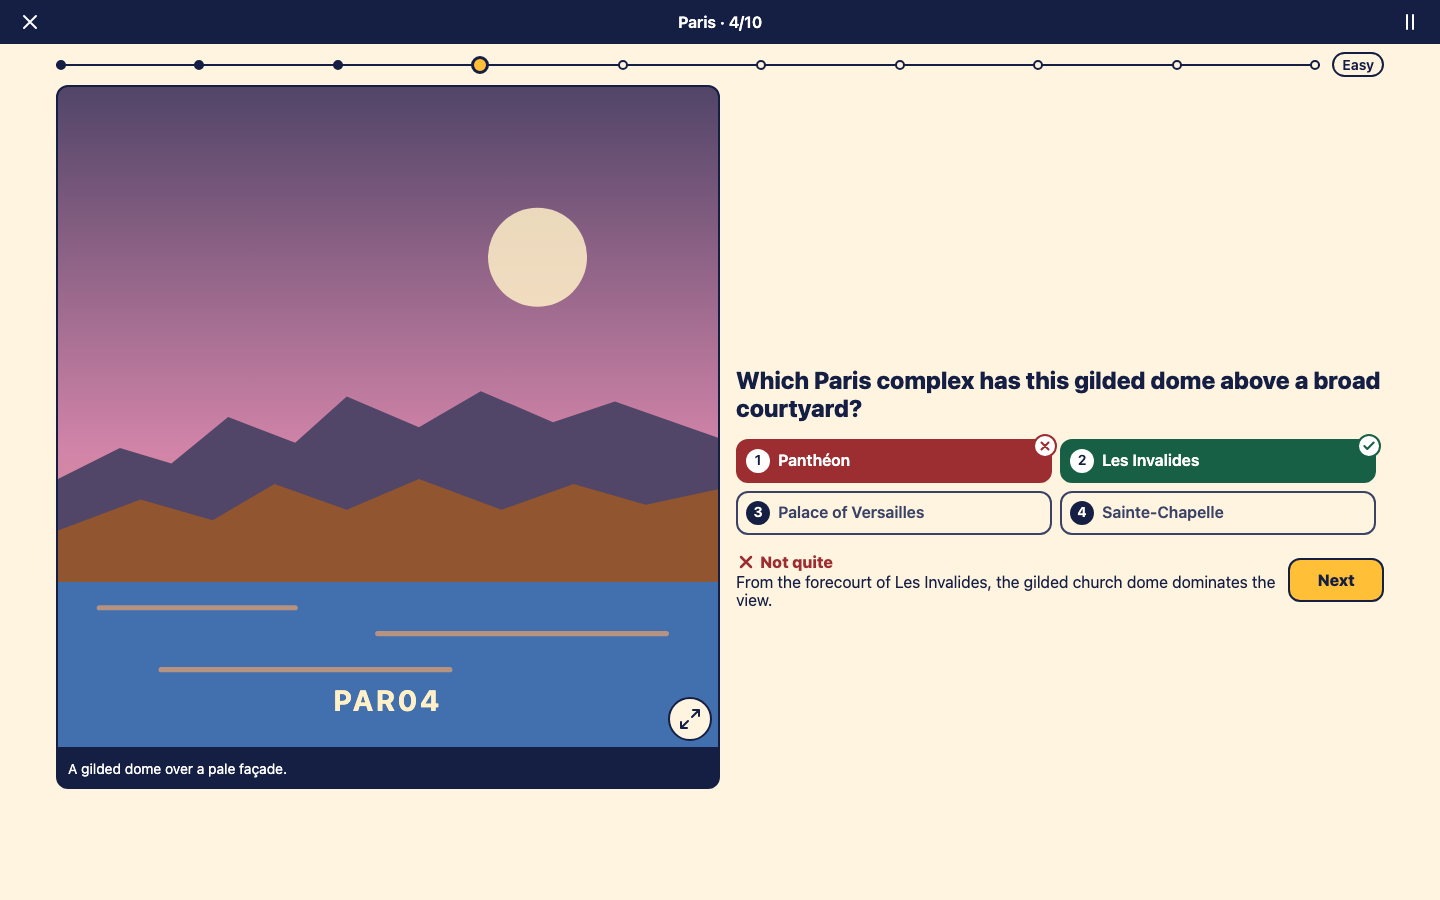 Paris · 4/10
Easy
PAR04
A gilded dome over a pale façade.
Which Paris complex has this gilded dome above a broad
courtyard?
1 Panthéon
2 Les Invalides
3 Palace of Versailles
4 Sainte-Chapelle
Not quite
From the forecourt of Les Invalides, the gilded church dome dominates the
view.
Next